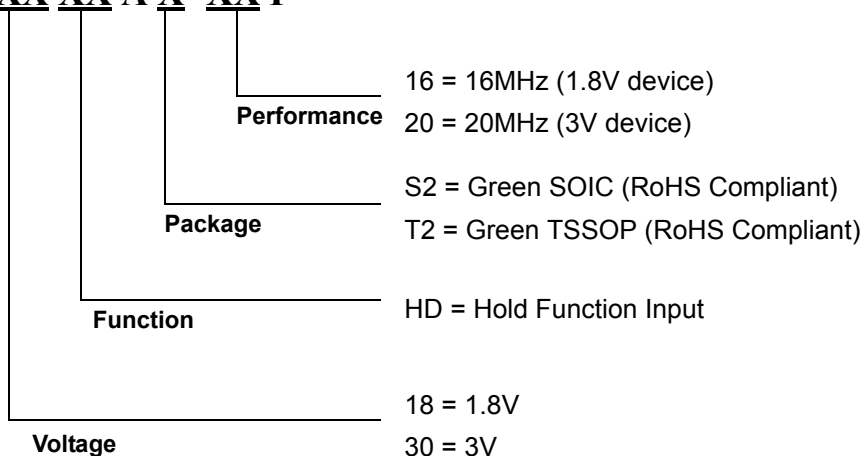 16 = 16MHz (1.8V device)
Performance
20 = 20MHz (3V device)
S2 = Green SOIC (RoHS Compliant)
Package
T2 = Green TSSOP (RoHS Compliant)
HD = Hold Function Input
Function
18 = 1.8V
Voltage
30 = 3V